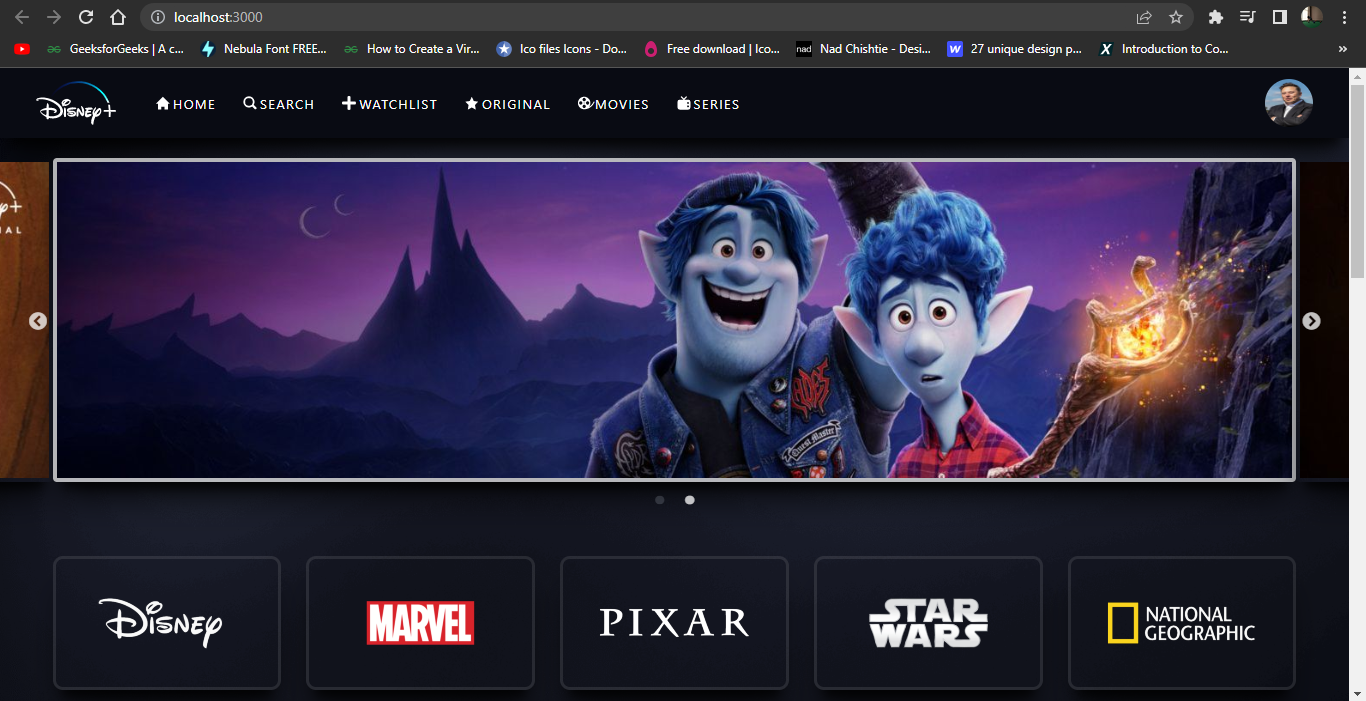 localhost:3000
GeeksforGeeks | A c...
Nebula Font FREE...
How to Create a Vir...
Ico files Icons - Do...
Free download | Ico...
nad
Nad Chishtie - Desi...
W
27 unique design p...
X
Introduction to Co...
»
Disney+
HOME
SEARCH
WATCHLIST
ORIGINAL
MOVIES
SERIES
Quest Master
Disney
MARVEL
PIXAR
STAR
WARS
NATIONAL
GEOGRAPHIC